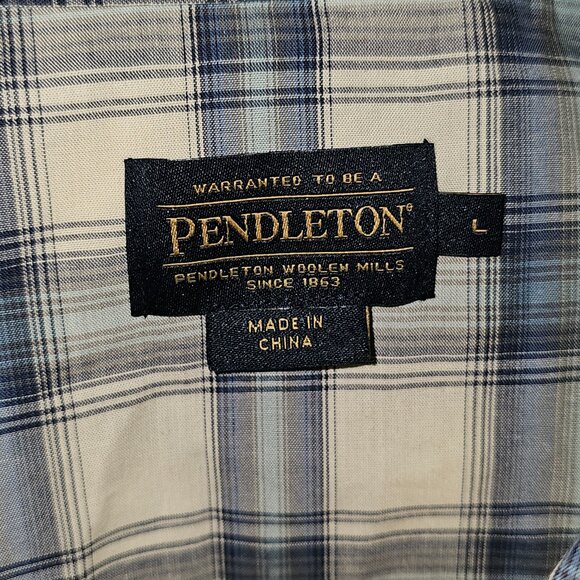 WARRANTED TO BE A
PENDLETON®
PENDLETON WOOLEN MILLS
SINCE 1863
L
MADE IN
CHINA